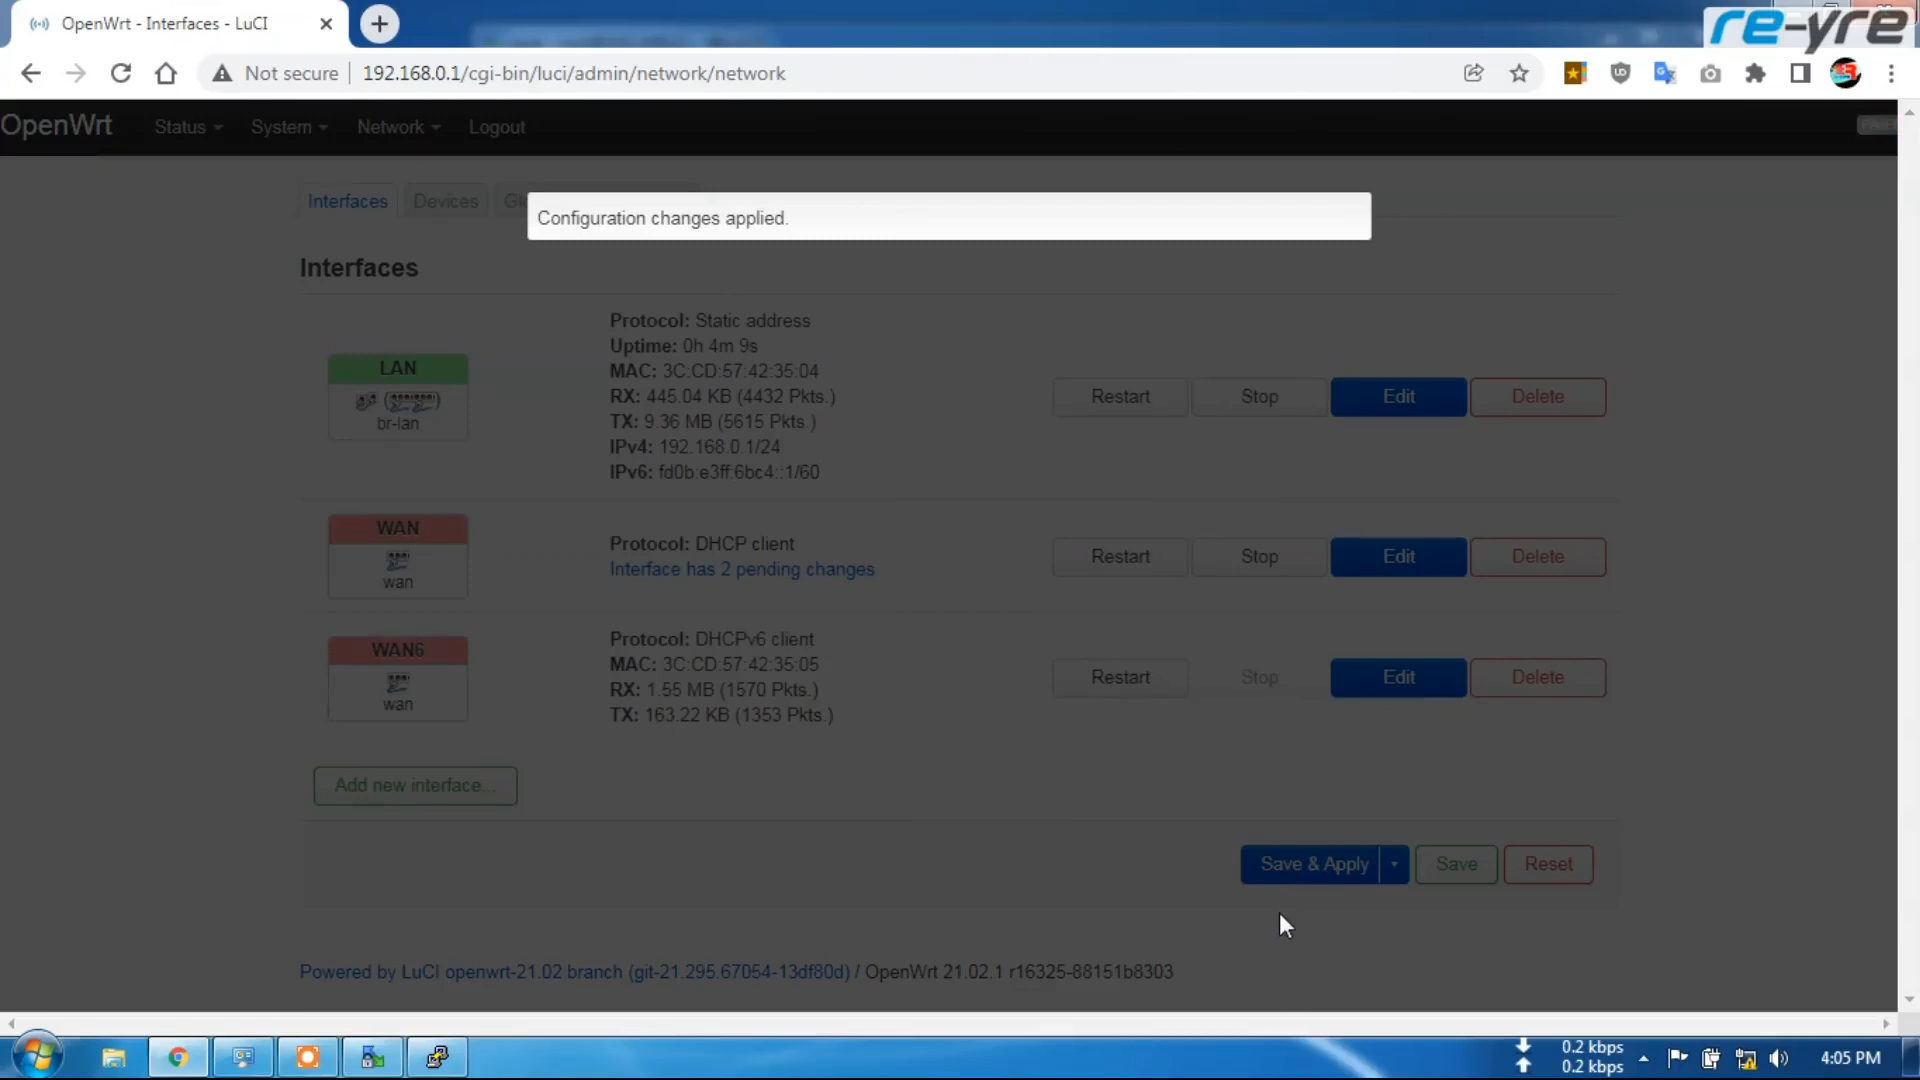 re-yre
OpenWrt - Interfaces - LuCI
Not secure
192.168.0.1/cgi-bin/luci/admin/network/network
OpenWrt
Status
System
Network
Logout
Interfaces
Devices
Configuration changes applied.
Interfaces
LAN
br-lan
Protocol: Static address
Uptime: 0h 4m 9s
MAC: 3C:CD:57:42:35:04
RX: 445.04 KB (4432 Pkts.)
TX: 9.36 MB (5615 Pkts.)
IPv4: 192.168.0.1/24
IPv6: fd0b:e3ff:6bc4::1/60
Restart
Stop
Edit
Delete
WAN
wan
Protocol: DHCP client
Interface has 2 pending changes
Restart
Stop
Edit
Delete
WAN6
wan
Protocol: DHCPv6 client
MAC: 3C:CD:57:42:35:05
RX: 1.55 MB (1570 Pkts.)
TX: 163.22 KB (1353 Pkts.)
Restart
Stop
Edit
Delete
Add new interface...
Save & Apply
Save
Reset
Powered by LuCI openwrt-21.02 branch (git-21.295.67054-13df80d) / OpenWrt 21.02.1 r16325-88151b8303
0.2 kbps
0.2 kbps
4:05 PM